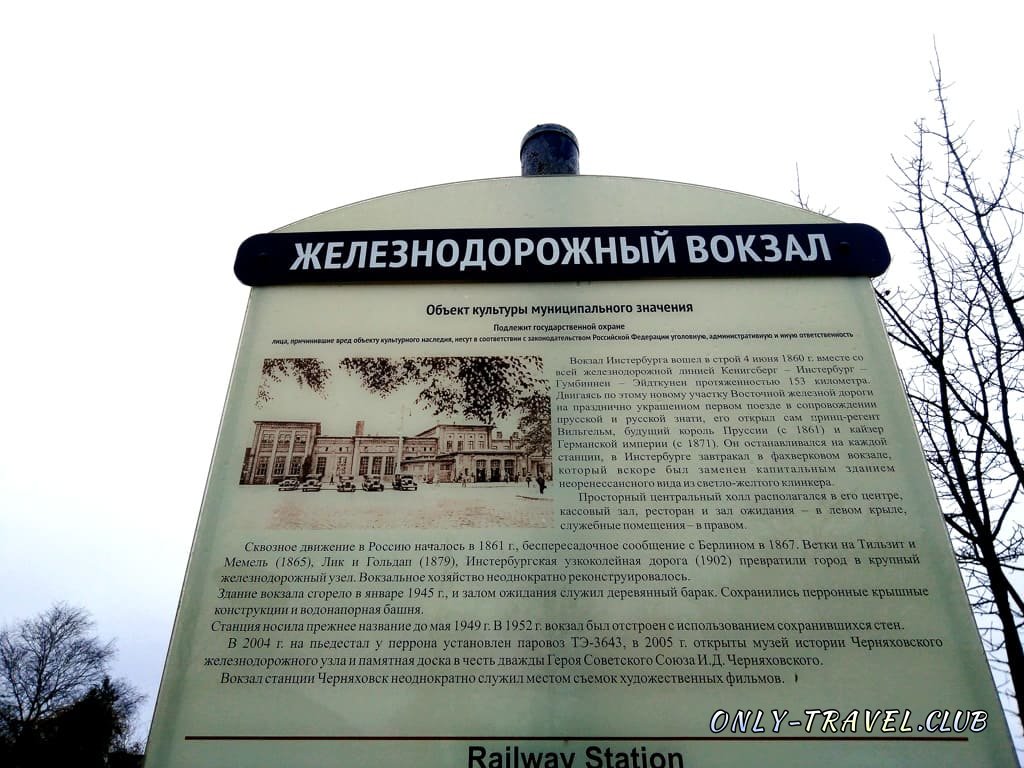 ЖЕЛЕЗНОДОРОЖНЫЙ ВОКЗАЛ
Объект культуры муниципального значения
Подлежит государственной охране
лица, причинившие вред объекту культурного наследия, несут в соответствии с законодательством Российской Федерации уголовную, административную и иную ответственность
Вокзал Инстербурга вошел в строй 4 июня 1860 г. вместе со
всей железнодорожной линией Кенигсберг – Инстербург –
Гумбиннен – Эйдткунен протяженностью 153 километра.
Двигаясь по этому новому участку Восточной железной дороги
на празднично украшенном первом поезде в сопровождении
прусской и русской знати, его открыл сам принц-регент
Вильгельм, будущий король Пруссии (с 1861) и кайзер
Германской империи (с 1871). Он останавливался на каждой
станции, в Инстербурге завтракал в фахверковом вокзале,
который вскоре был заменен капитальным зданием
неоренессансного вида из светло-желтого клинкера.
Просторный центральный холл располагался в его центре,
кассовый зал, ресторан и зал ожидания – в левом крыле,
служебные помещения – в правом.
Сквозное движение в Россию началось в 1861 г., беспересадочное сообщение с Берлином в 1867. Ветки на Тильзит и
Мемель (1865), Лик и Гольдап (1879), Инстербургская узкоколейная дорога (1902) превратили город в крупный
железнодорожный узел. Вокзальное хозяйство неоднократно реконструировалось.
Здание вокзала сгорело в январе 1945 г., и залом ожидания служил деревянный барак. Сохранились перронные крышные
конструкции и водонапорная башня.
Станция носила прежнее название до мая 1949 г. В 1952 г. вокзал был отстроен с использованием сохранившихся стен.
В 2004 г. на пьедестал у перрона установлен паровоз ТЭ-3643, в 2005 г. открыты музей истории Черняховского
железнодорожного узла и памятная доска в честь дважды Героя Советского Союза И.Д. Черняховского.
Вокзал станции Черняховск неоднократно служил местом съемок художественных фильмов.
ONLY-TRAVEL.CLUB
Railway Station